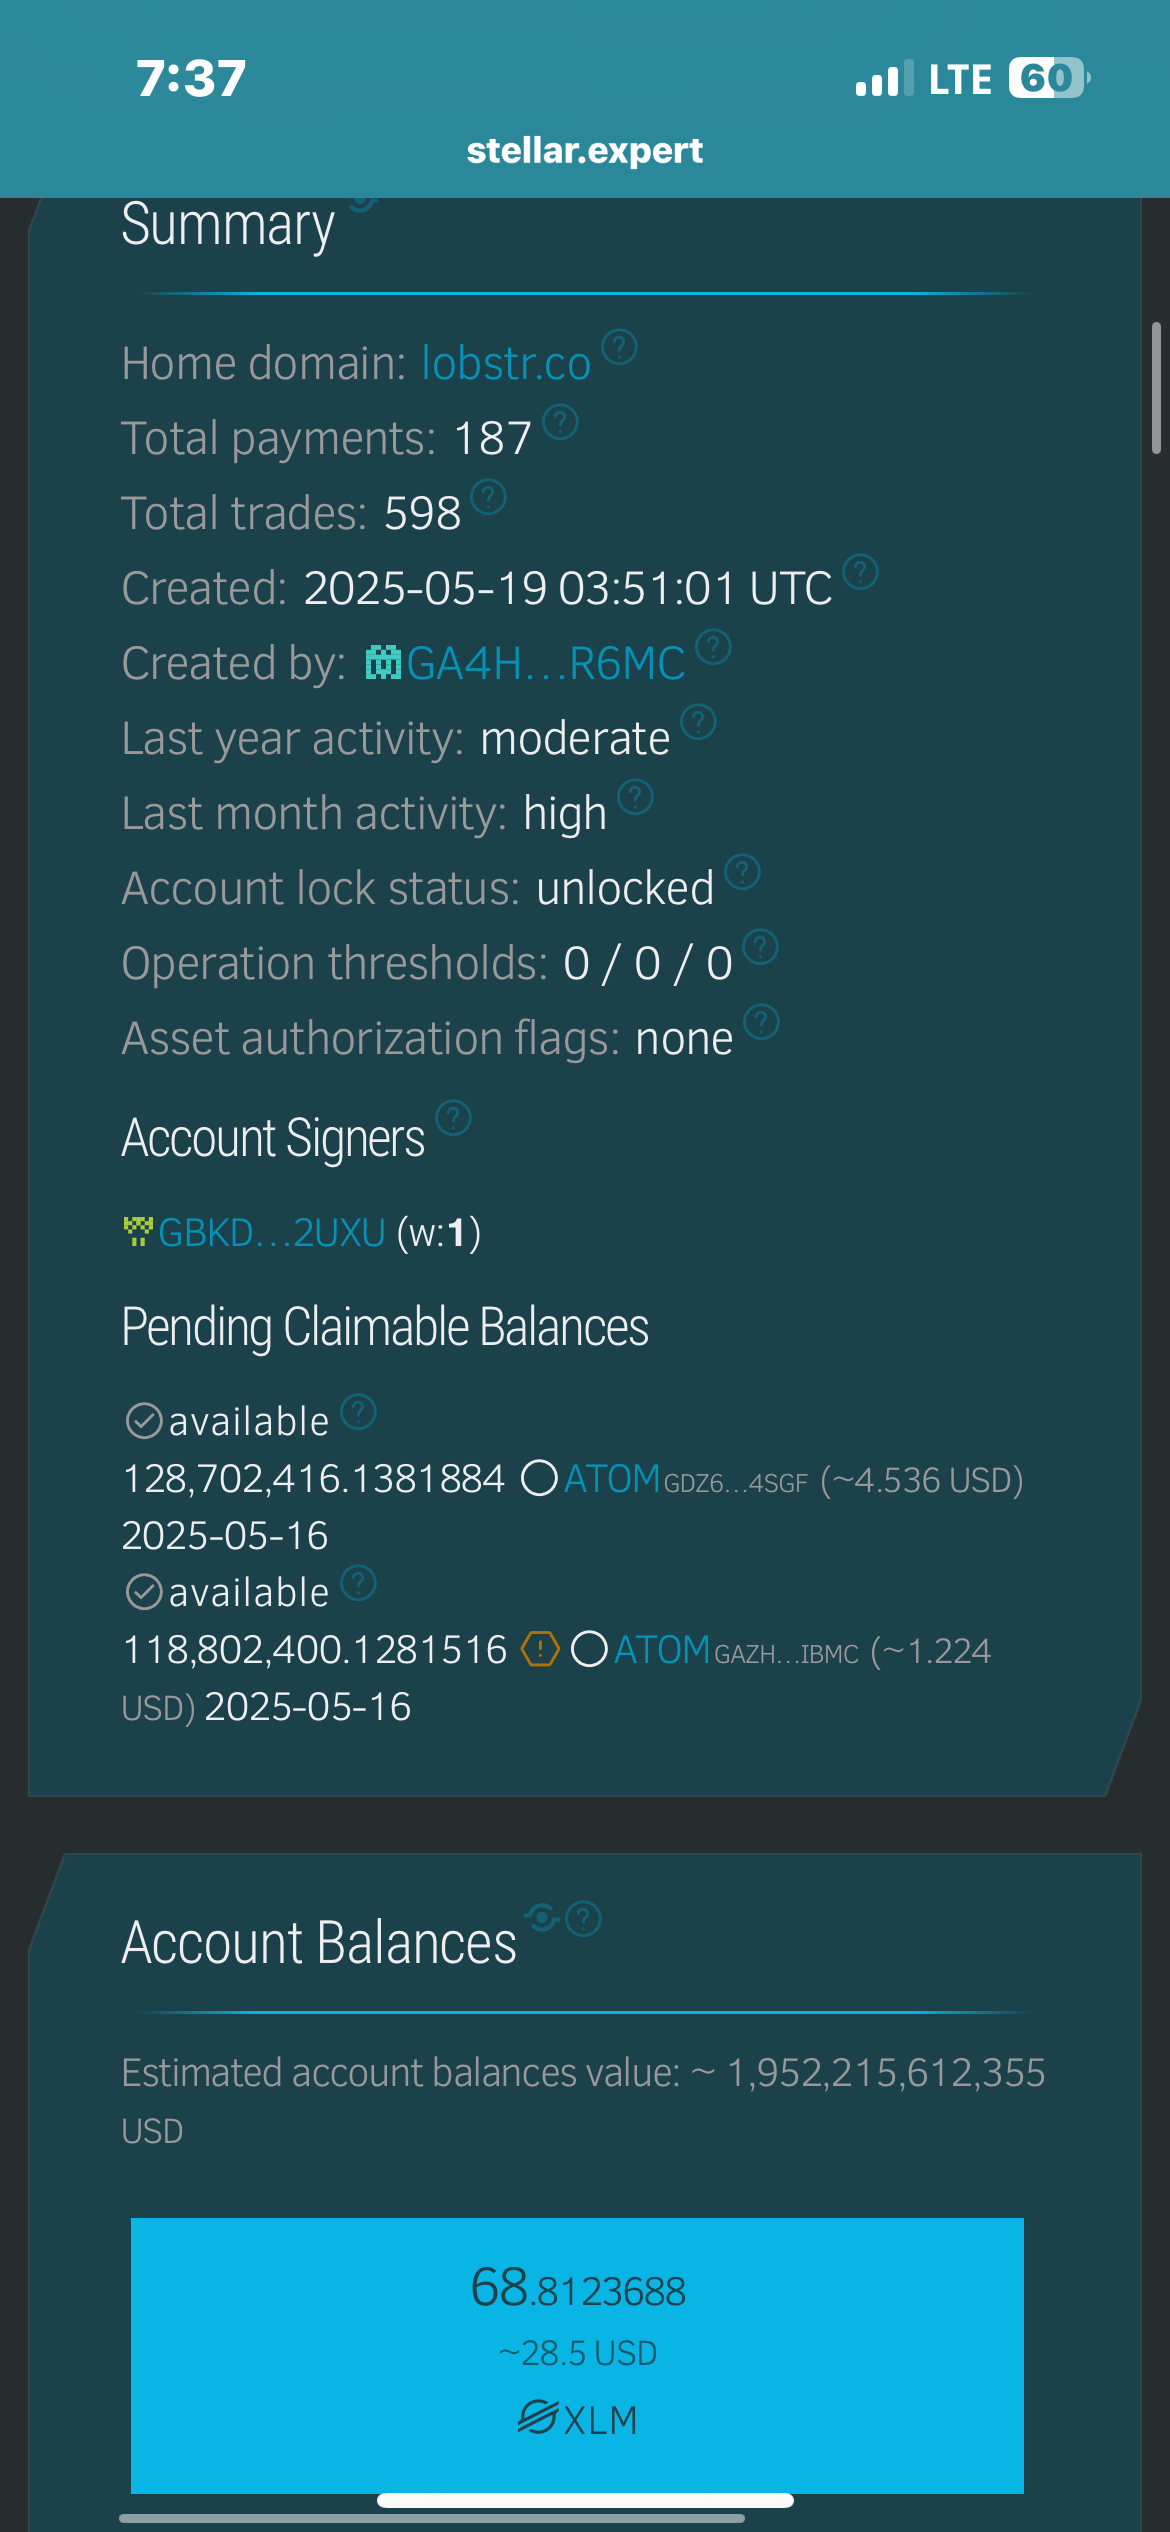 7:37
LTE 60
stellar.expert
Summary
Home domain: lobstr.co ?
Total payments: 187 ?
Total trades: 598 ?
Created: 2025-05-19 03:51:01 UTC ?
Created by: GA4H...R6MC ?
Last year activity: moderate ?
Last month activity: high ?
Account lock status: unlocked ?
Operation thresholds: 0 / 0 / 0 ?
Asset authorization flags: none ?
Account Signers ?
GBKD...2UXU (w:1)
Pending Claimable Balances
available ?
128,702,416.1381884 ATOM GDZ6...4SGF (~4.536 USD)
2025-05-16
available ?
118,802,400.1281516 ! ATOM GAZH...IBMC (~1.224
USD) 2025-05-16
Account Balances ?
Estimated account balances value: ~ 1,952,215,612,355
USD
68.8123688
~28.5 USD
XLM